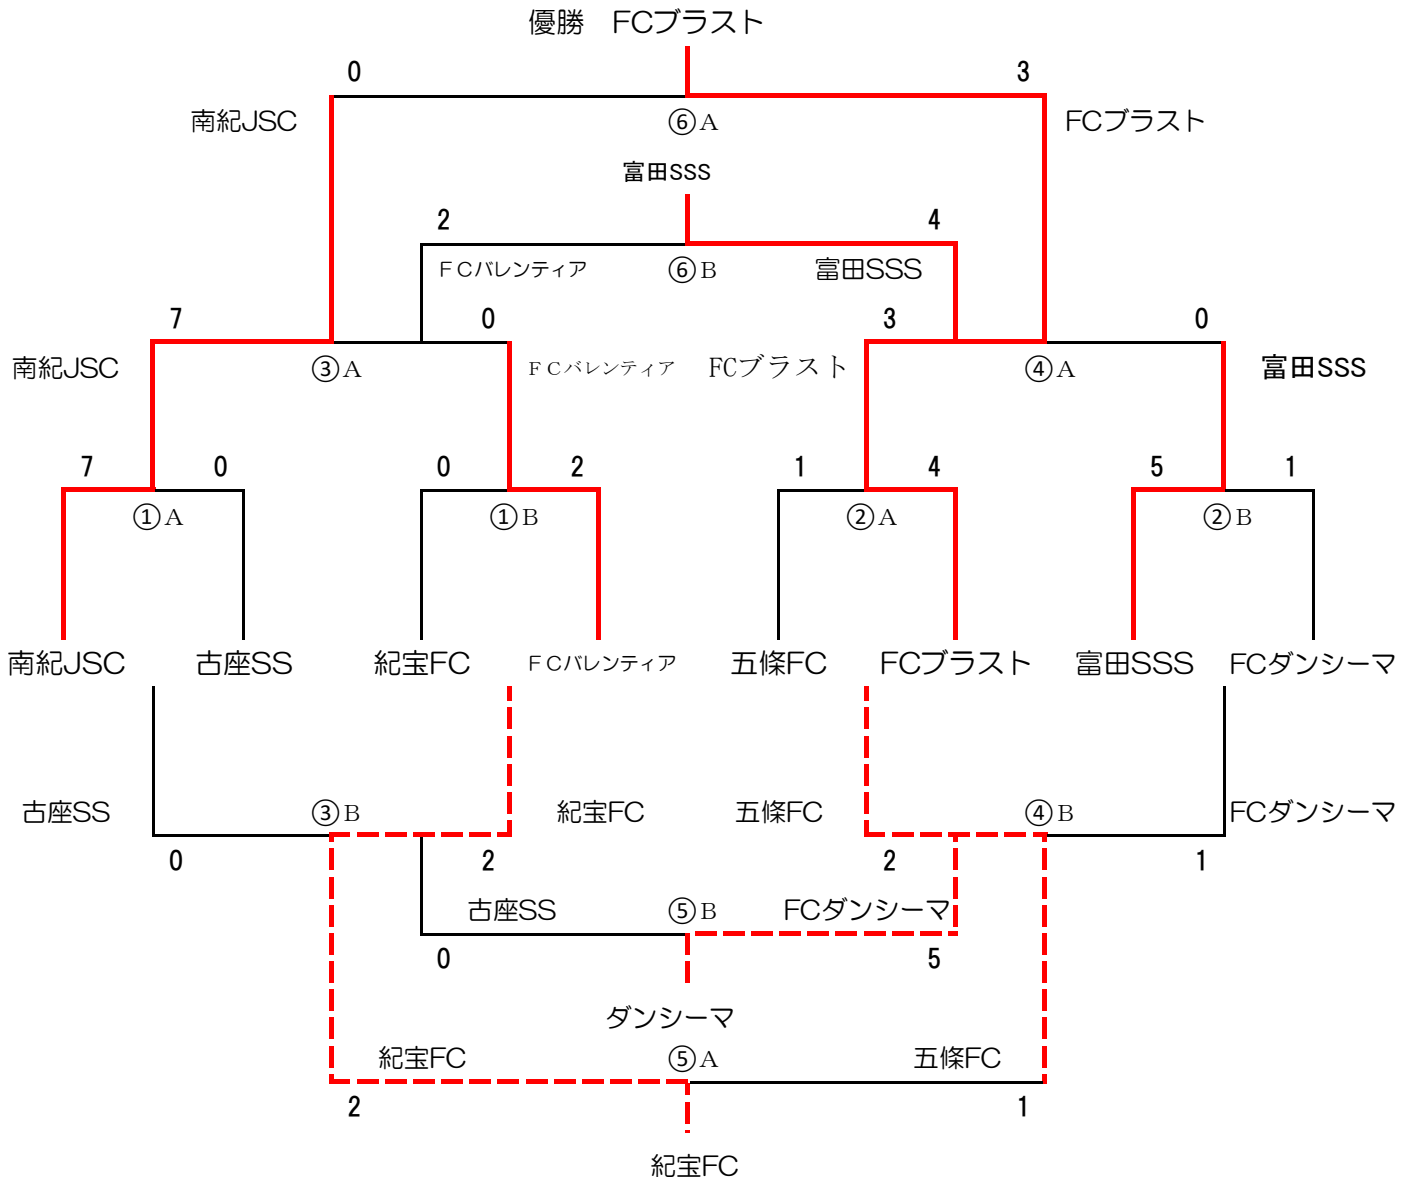 優勝　FCブラスト
0 3
南紀JSC ⑥A FCブラスト
富田SSS
2 4
ＦＣバレンティア ⑥B 富田SSS
7 0 3 0
南紀JSC ③A ＦＣバレンティア FCブラスト ④A 富田SSS
7 0 0 2 1 4 5 1
①A ①B ②A ②B
南紀JSC 古座SS 紀宝FC ＦＣバレンティア 五條FC FCブラスト 富田SSS FCダンシーマ
古座SS ③B 紀宝FC 五條FC ④B FCダンシーマ
0 2 2 1
古座SS ⑤B FCダンシーマ
0 5
ダンシーマ
紀宝FC ⑤A 五條FC
2 1
紀宝FC